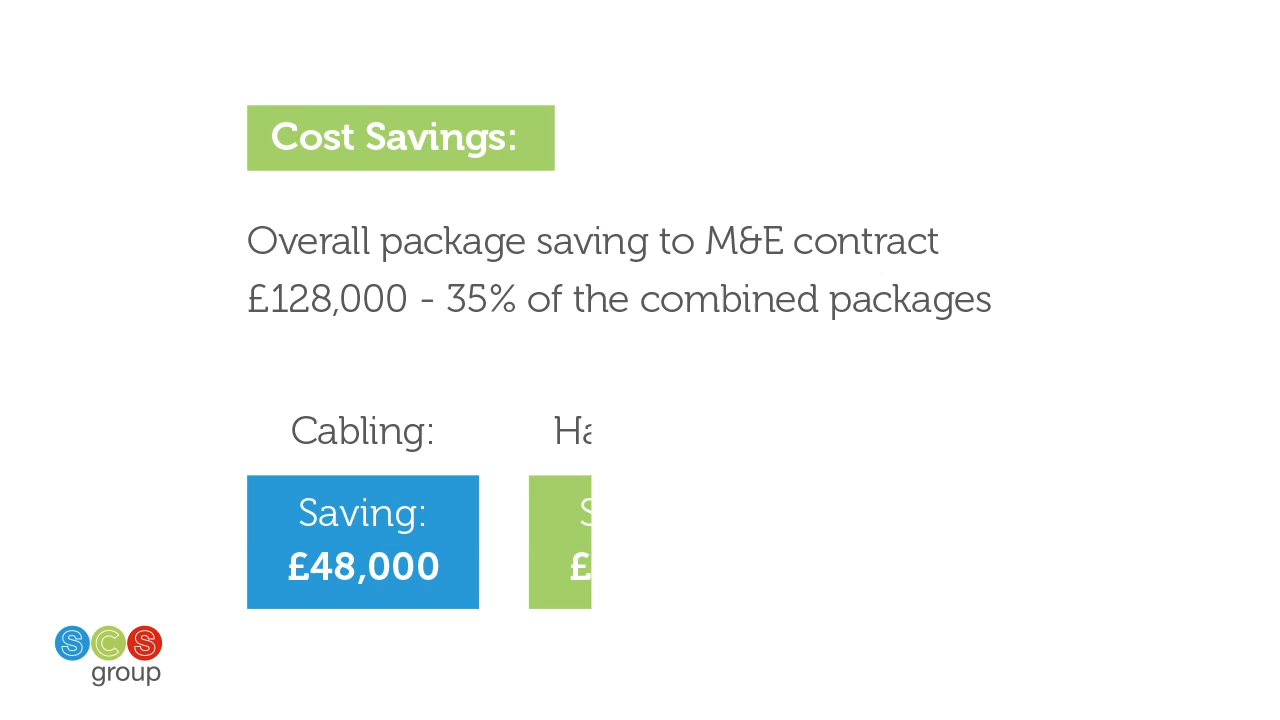 Cost Savings:
Overall package saving to M&E contract
£128,000 - 35% of the combined packages
Cabling:
Saving:
£48,000
SCS
group